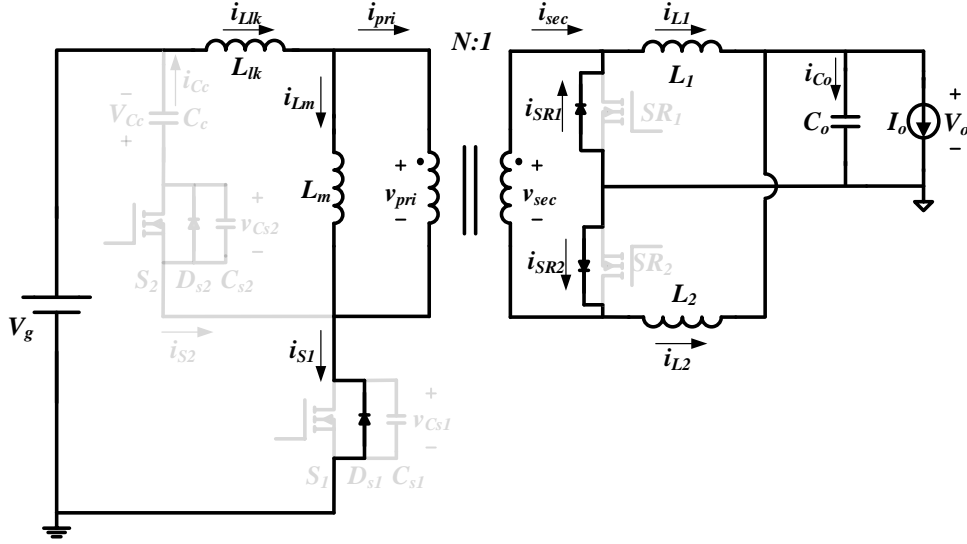 i_Llk
i_pri
N:1
i_sec
i_L1
L_lk
i_Cc
− V_Cc +
C_c
i_Lm
L_m
+ v_pri −
+ v_sec −
i_SR1
SR_1
L_1
i_Co
C_o
I_o
+ V_o −
+ v_Cs2 −
S_2 D_s2 C_s2
i_SR2
SR_2
L_2
V_g
i_S2
i_S1
i_L2
+ v_Cs1 −
S_1 D_s1 C_s1